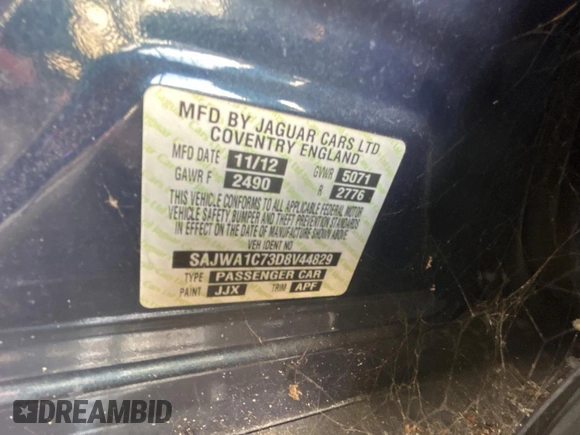 MFD BY JAGUAR CARS LTD
COVENTRY ENGLAND
MFD DATE 11/12 GVWR 5071
GAWR F 2490 R 2776
THIS VEHICLE CONFORMS TO ALL APPLICABLE FEDERAL MOTOR
VEHICLE SAFETY, BUMPER AND THEFT PREVENTION STANDARDS
IN EFFECT ON THE DATE OF MANUFACTURE SHOWN ABOVE
VEH IDENT NO
SAJWA1C73D8V44829
TYPE PASSENGER CAR
PAINT JJX TRIM APF
DREAMBID